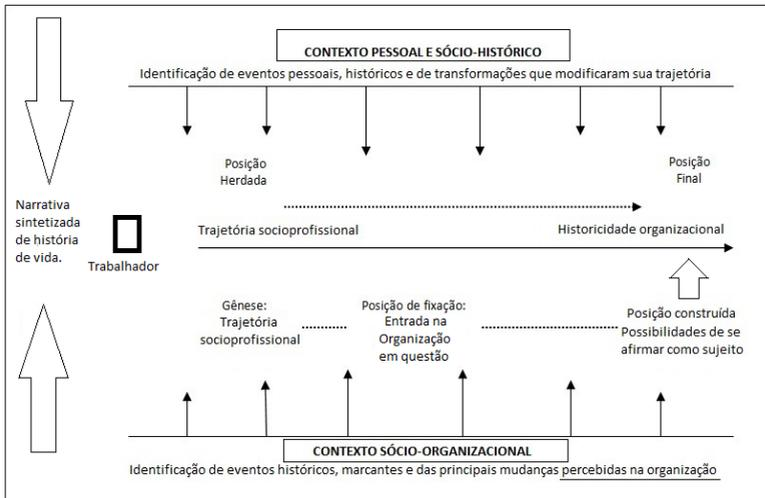 CONTEXTO PESSOAL E SÓCIO-HISTÓRICO
Identificação de eventos pessoais, históricos e de transformações que modificaram sua trajetória
Posição
Herdada
Posição
Final
Narrativa
sintetizada
de história
de vida.
Trabalhador
Trajetória socioprofissional
Historicidade organizacional
Gênese:
Trajetória
socioprofissional
Posição de fixação:
Entrada na
Organização
em questão
Posição construída
Possibilidades de se
afirmar como sujeito
CONTEXTO SÓCIO-ORGANIZACIONAL
Identificação de eventos históricos, marcantes e das principais mudanças percebidas na organização